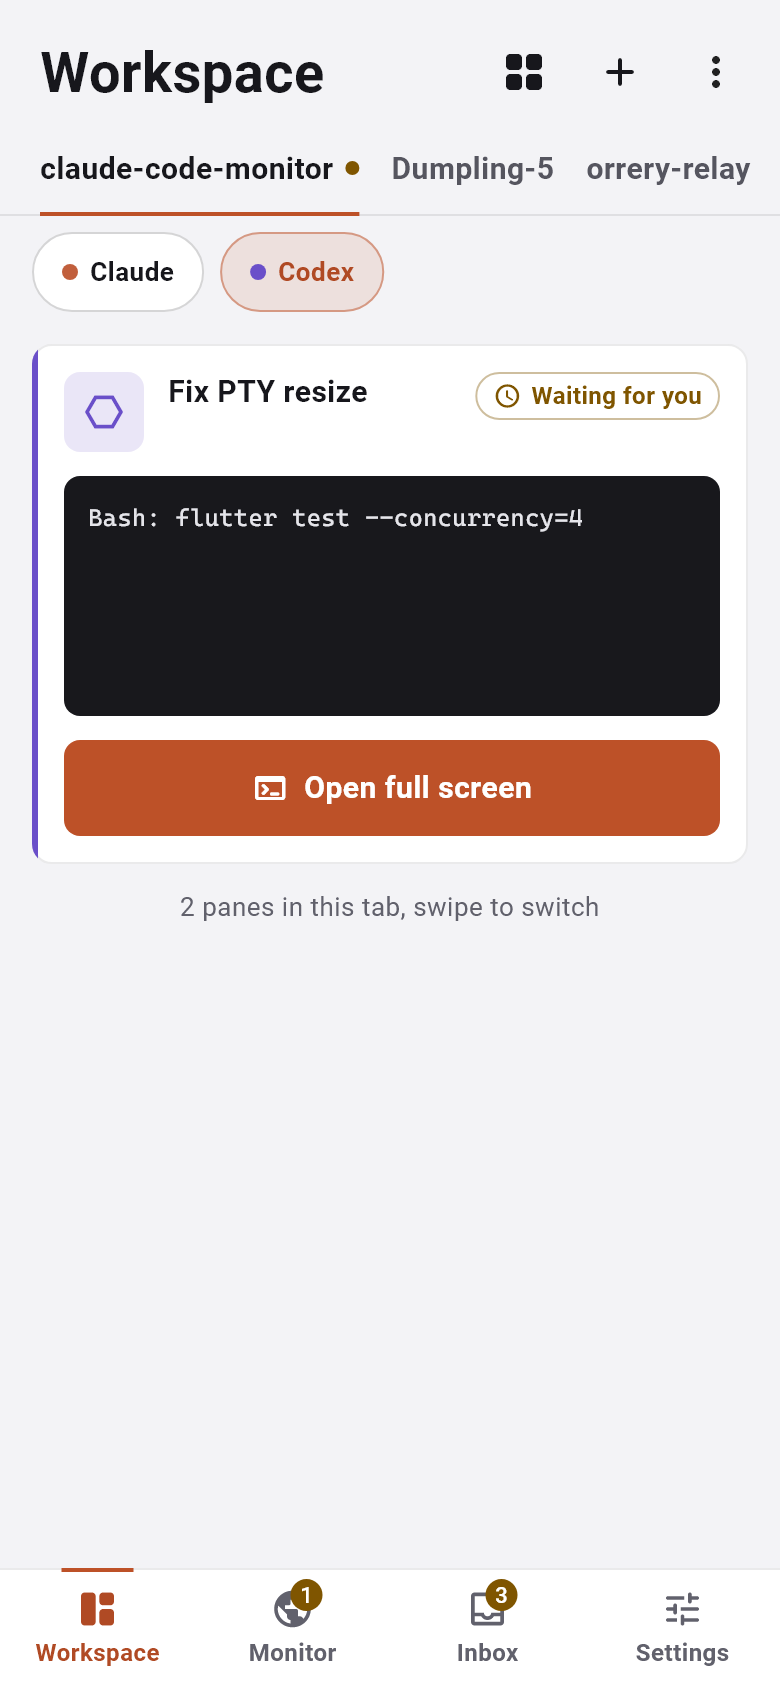 Workspace
claude-code-monitor Dumpling-5 orrery-relay
Claude Codex
Fix PTY resize Waiting for you
Bash: flutter test --concurrency=4
Open full screen
2 panes in this tab, swipe to switch
1 3
Workspace Monitor Inbox Settings